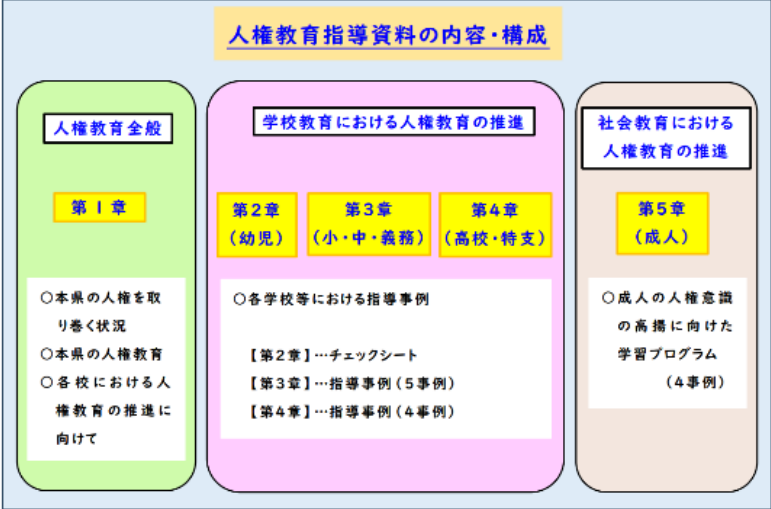 人権教育指導資料の内容・構成
人権教育全般
第1章
○本県の人権を取
り巻く状況
○本県の人権教育
○各校における人
権教育の推進に
向けて
学校教育における人権教育の推進
第2章
(幼児)
第3章
(小・中・義務)
第4章
(高校・特支)
○各学校等における指導事例
【第2章】…チェックシート
【第3章】…指導事例(5事例)
【第4章】…指導事例(4事例)
社会教育における
人権教育の推進
第5章
(成人)
○成人の人権意識
の高揚に向けた
学習プログラム
(4事例)